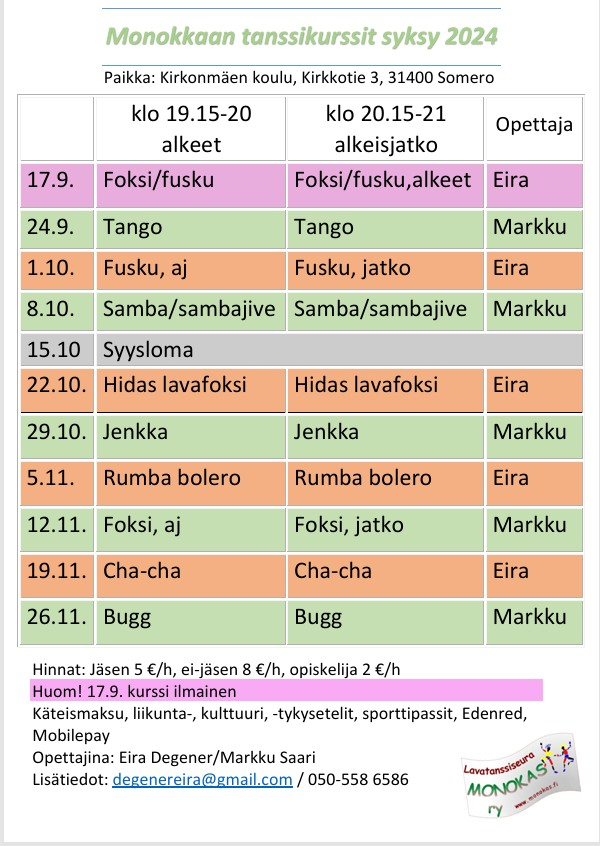 Monokkaan tanssikurssit syksy 2024
Paikka: Kirkonmäen koulu, Kirkkotie 3, 31400 Somero
klo 19.15-20 alkeet klo 20.15-21 alkeisjatko Opettaja
17.9. Foksi/fusku Foksi/fusku,alkeet Eira
24.9. Tango Tango Markku
1.10. Fusku, aj Fusku, jatko Eira
8.10. Samba/sambajive Samba/sambajive Markku
15.10 Syysloma
22.10. Hidas lavafoksi Hidas lavafoksi Eira
29.10. Jenkka Jenkka Markku
5.11. Rumba bolero Rumba bolero Eira
12.11. Foksi, aj Foksi, jatko Markku
19.11. Cha-cha Cha-cha Eira
26.11. Bugg Bugg Markku
Hinnat: Jäsen 5 €/h, ei-jäsen 8 €/h, opiskelija 2 €/h
Huom! 17.9. kurssi ilmainen
Käteismaksu, liikunta-, kulttuuri, -tykysetelit, sporttipassit, Edenred,
Mobilepay
Opettajina: Eira Degener/Markku Saari
Lisätiedot: degenereira@gmail.com / 050-558 6586
Lavatanssiseura
MONOKAS
ry
www.monokas.fi